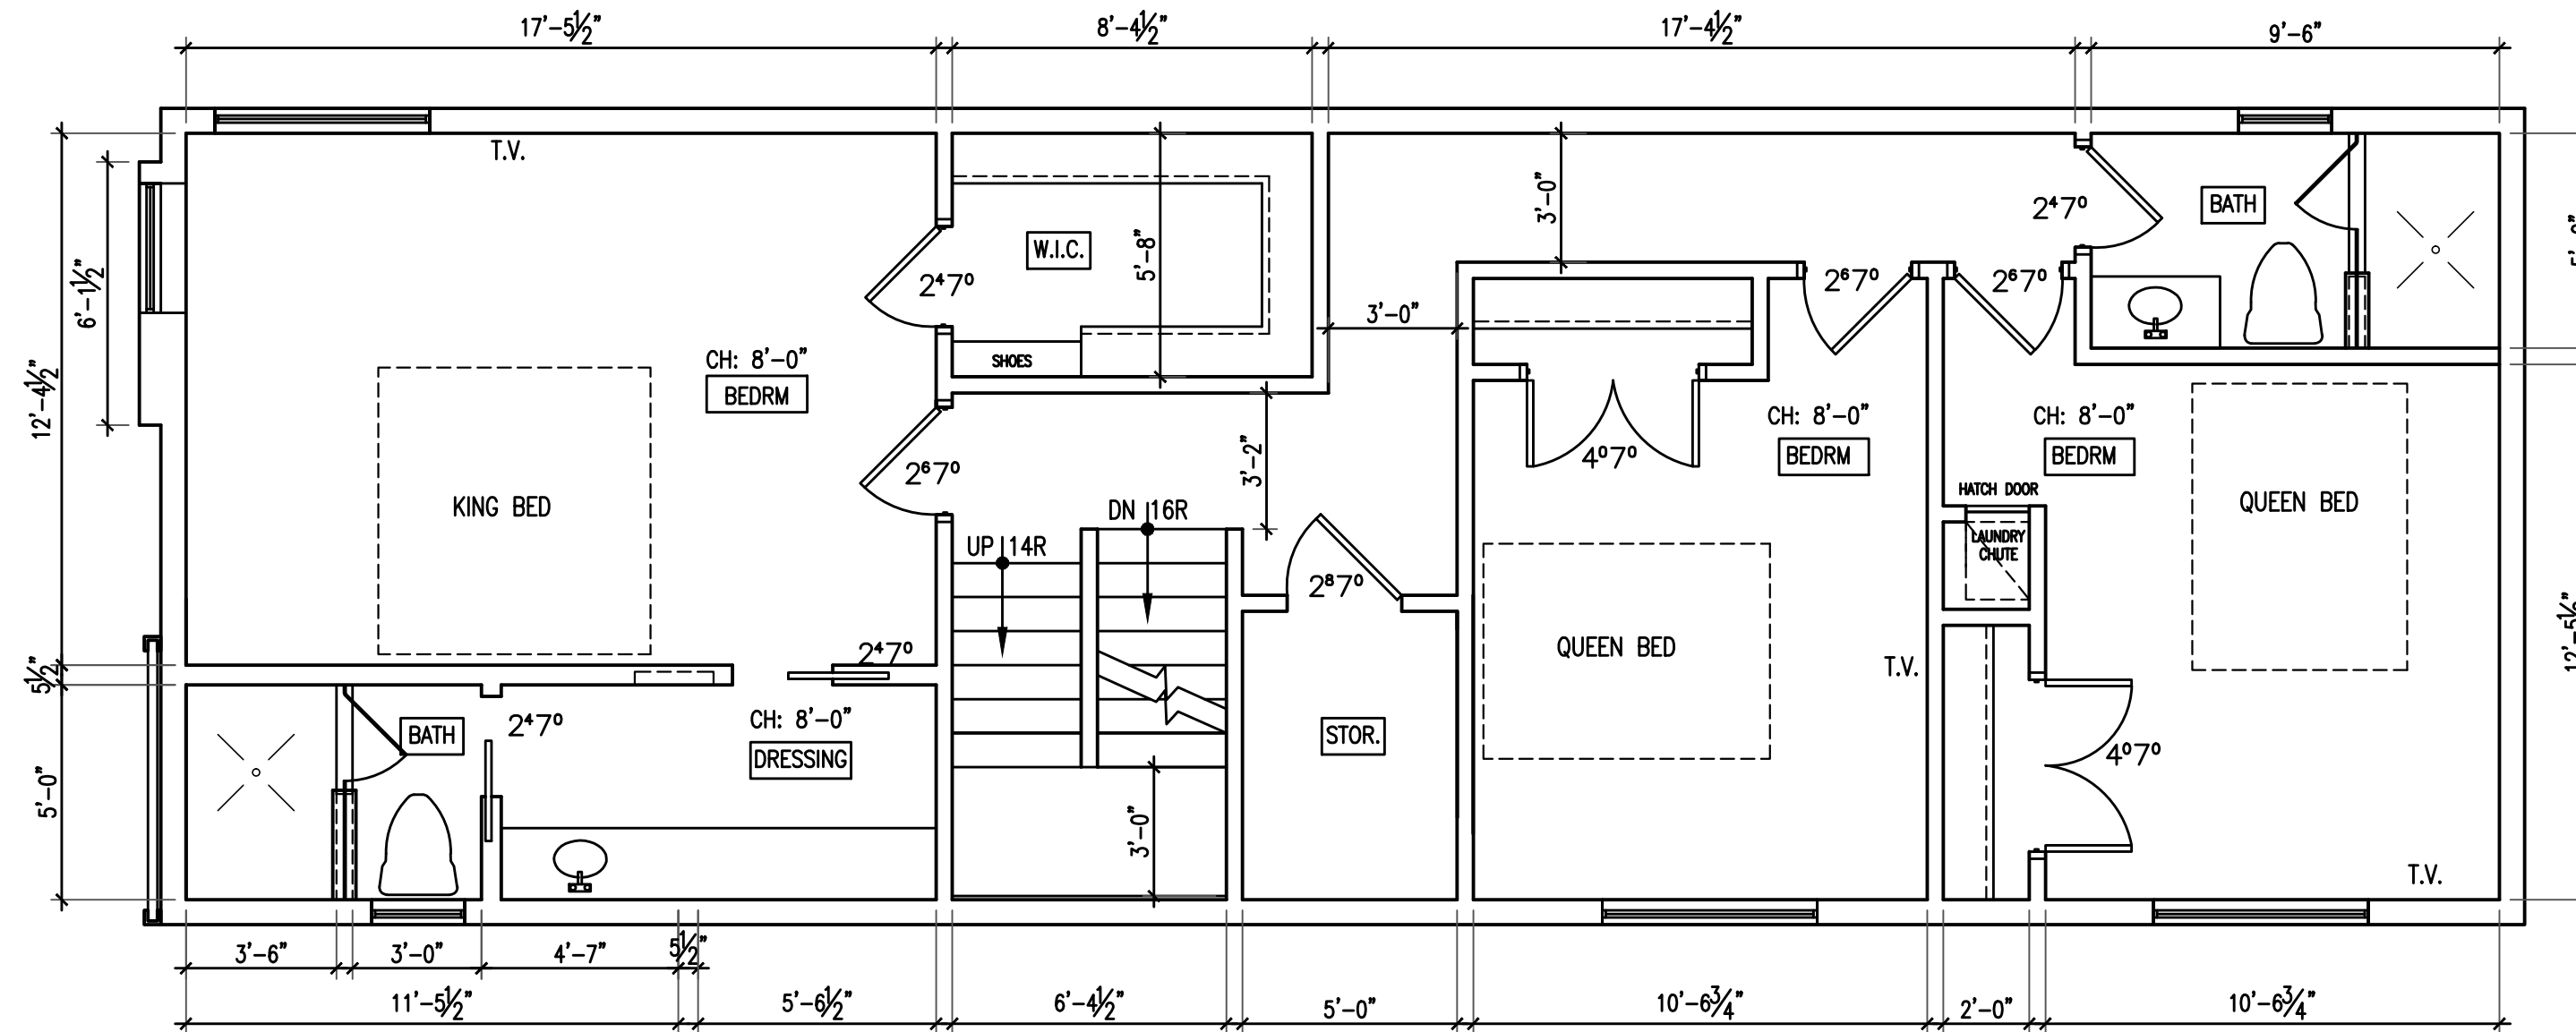 17'-5½"
8'-4½"
17'-4½"
9'-6"
T.V.
12'-4½"
6'-1½"
2⁴7⁰
W.I.C.
5'-8"
SHOES
3'-0"
3'-0"
2⁴7⁰
BATH
2⁶7⁰
2⁶7⁰
CH: 8'-0"
BEDRM
KING BED
2⁶7⁰
3'-2"
CH: 8'-0"
BEDRM
4⁰7⁰
CH: 8'-0"
BEDRM
HATCH DOOR
LAUNDRY
CHUTE
QUEEN BED
UP 14R
DN 16R
2⁸7⁰
QUEEN BED
T.V.
12'-5½"
5½"
2⁴7⁰
5'-0"
BATH
2⁴7⁰
CH: 8'-0"
DRESSING
STOR.
4⁰7⁰
3'-0"
T.V.
3'-6"
3'-0"
4'-7"
5½"
11'-5½"
5'-6½"
6'-4½"
5'-0"
10'-6¾"
2'-0"
10'-6¾"